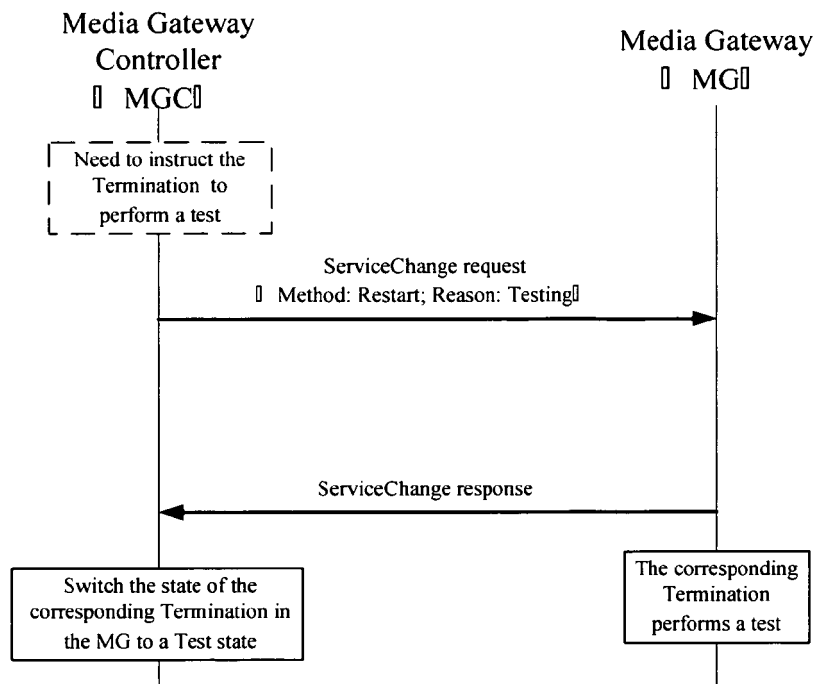 Media Gateway
Controller
▯ MGC▯
Media Gateway
▯ MG▯
Need to instruct the
Termination to
perform a test
ServiceChange request
▯ Method: Restart; Reason: Testing▯
ServiceChange response
Switch the state of the
corresponding Termination in
the MG to a Test state
The corresponding
Termination
performs a test